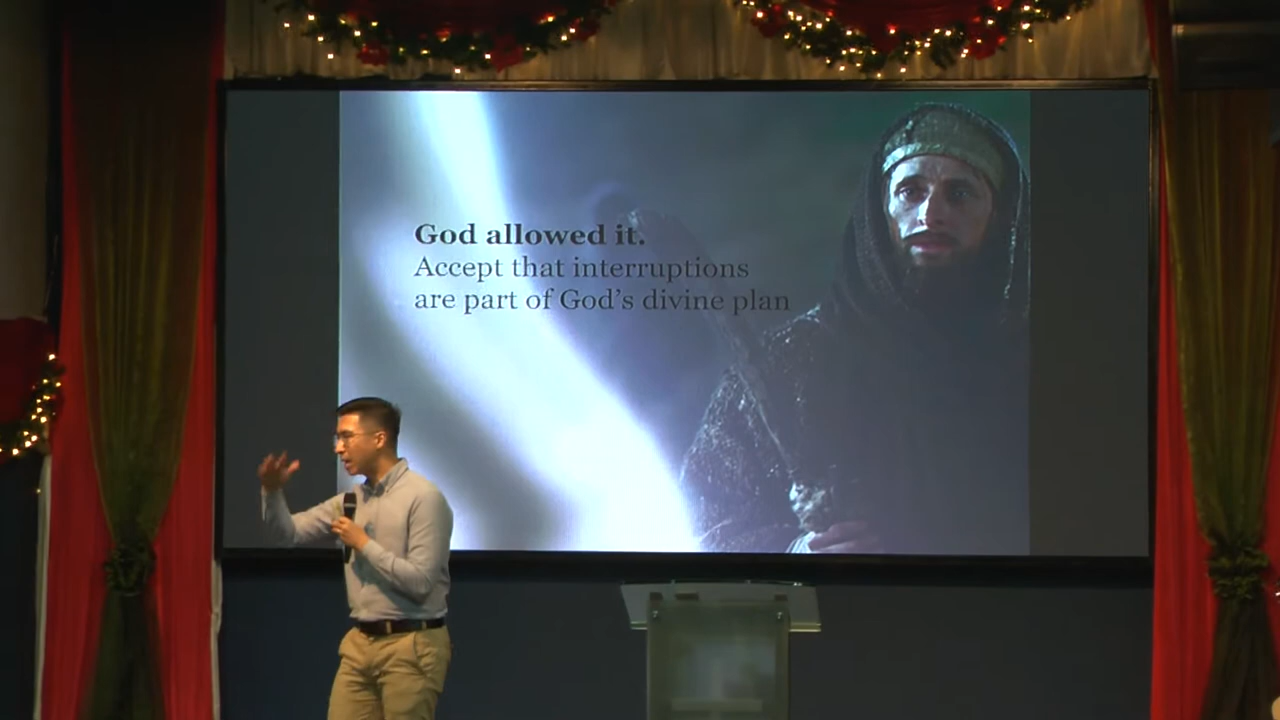 God allowed it.
Accept that interruptions
are part of God’s divine plan